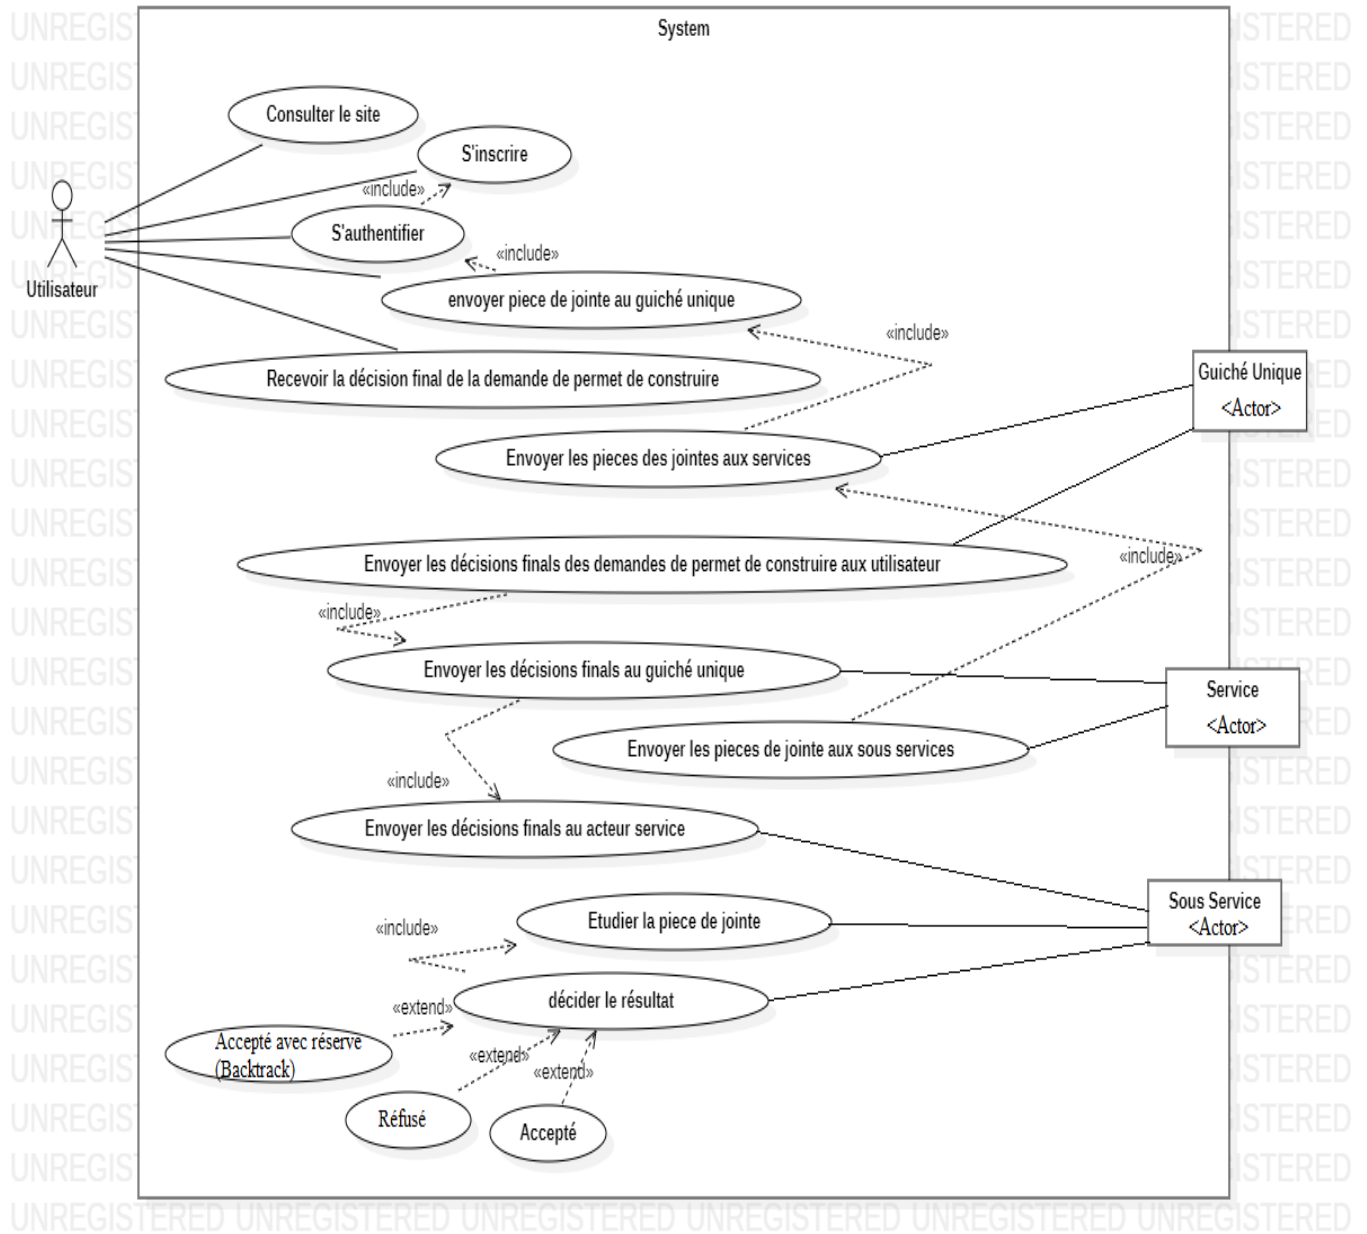 System
Consulter le site
S'inscrire
«include»
S'authentifier
«include»
Utilisateur
envoyer piece de jointe au guiché unique
«include»
Recevoir la décision final de la demande de permet de construire
Guiché Unique
<Actor>
Envoyer les pieces des jointes aux services
«include»
Envoyer les décisions finals des demandes de permet de construire aux utilisateur
«include»
Envoyer les décisions finals au guiché unique
Service
<Actor>
Envoyer les pieces de jointe aux sous services
«include»
Envoyer les décisions finals au acteur service
Sous Service
<Actor>
Etudier la piece de jointe
«include»
décider le résultat
«extend»
Accepté avec réserve
(Backtrack)
«extend»
«extend»
Réfusé
Accepté
UNREGISTERED UNREGISTERED UNREGISTERED UNREGISTERED UNREGISTERED UNREGISTERED